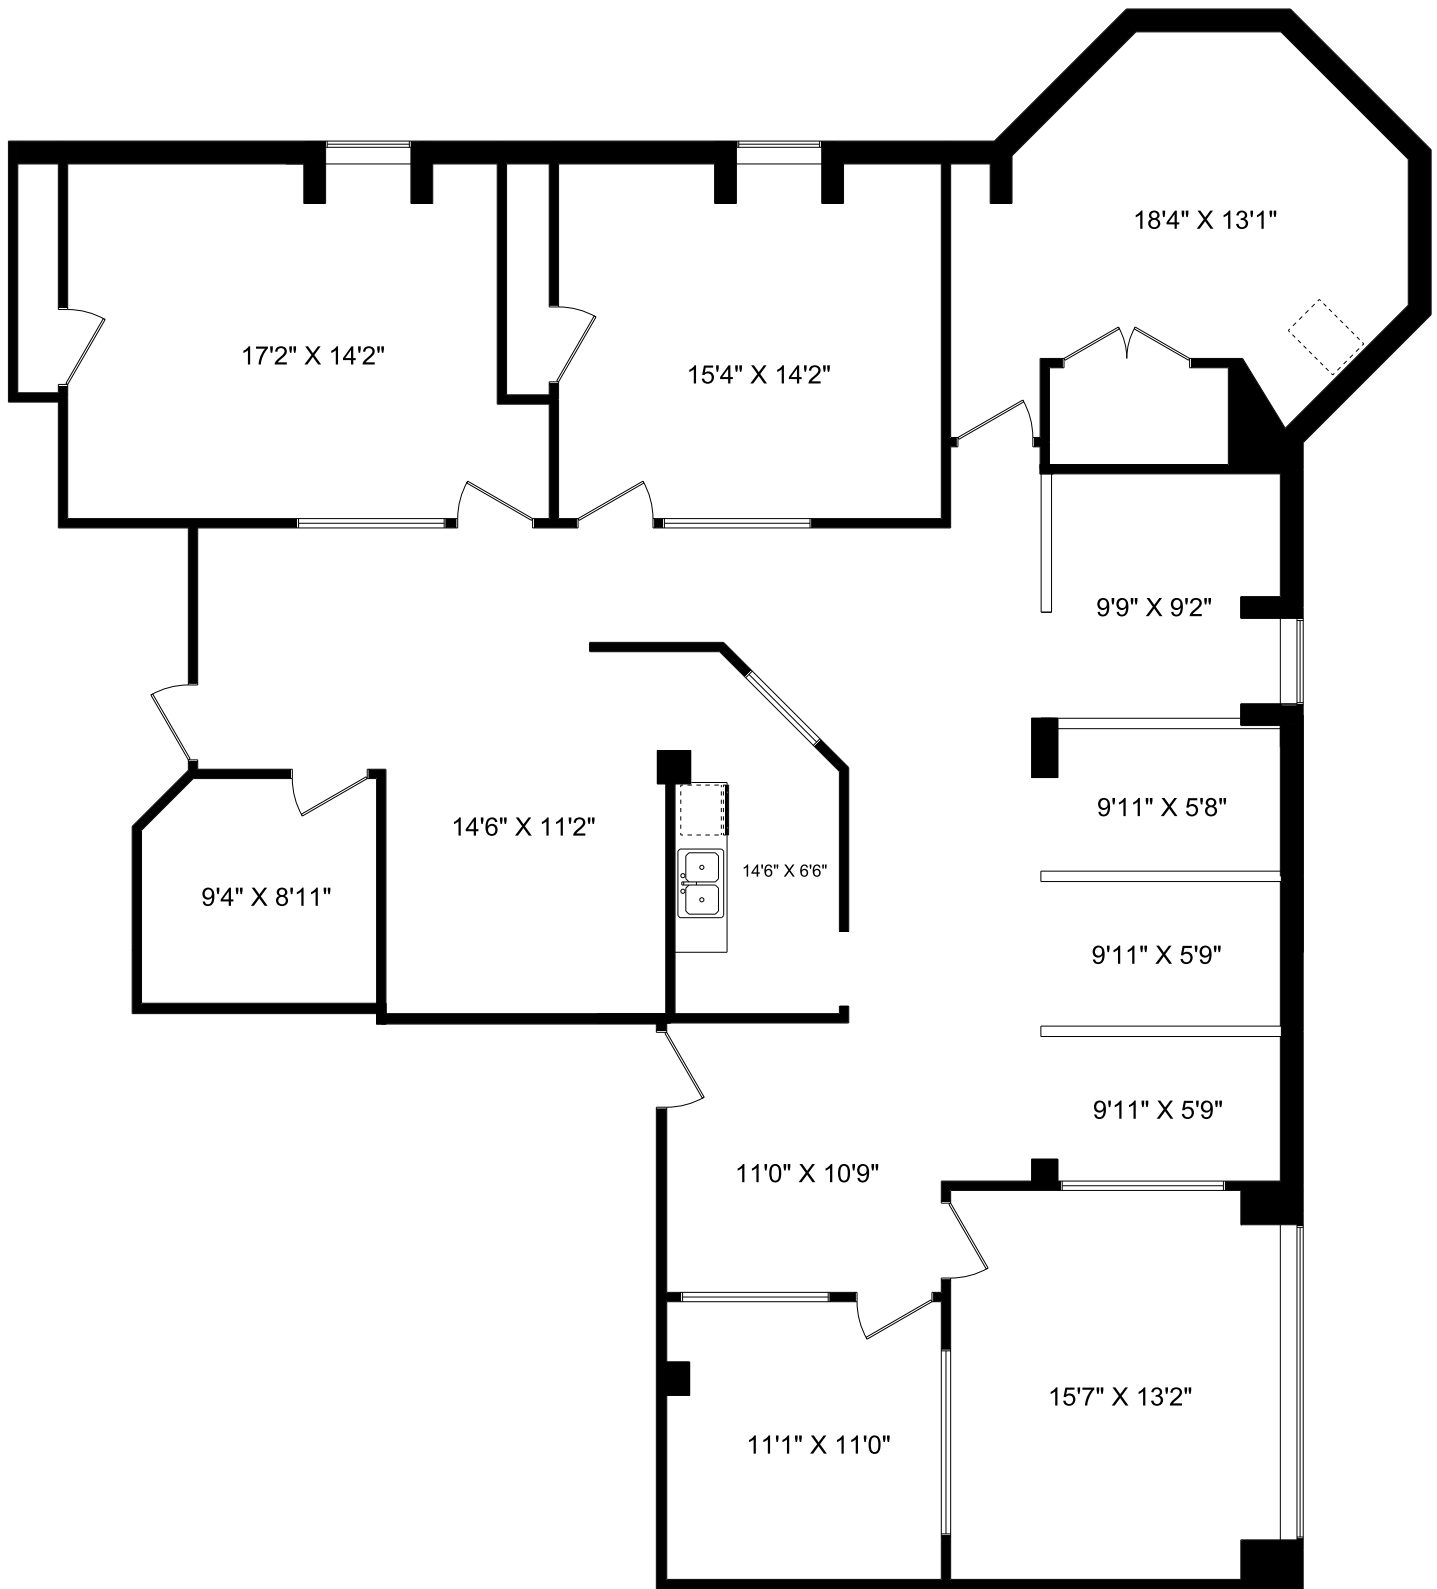 18'4" X 13'1"
17'2" X 14'2"
15'4" X 14'2"
9'9" X 9'2"
9'11" X 5'8"
14'6" X 11'2"
14'6" X 6'6"
9'4" X 8'11"
9'11" X 5'9"
9'11" X 5'9"
11'0" X 10'9"
15'7" X 13'2"
11'1" X 11'0"